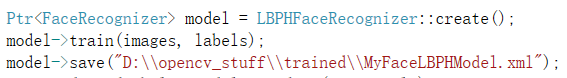 Ptr<FaceRecognizer> model = LBPHFaceRecognizer::create();
model->train(images, labels);
model->save("D:\\opencv_stuff\\trained\\MyFaceLBPHModel.xml");